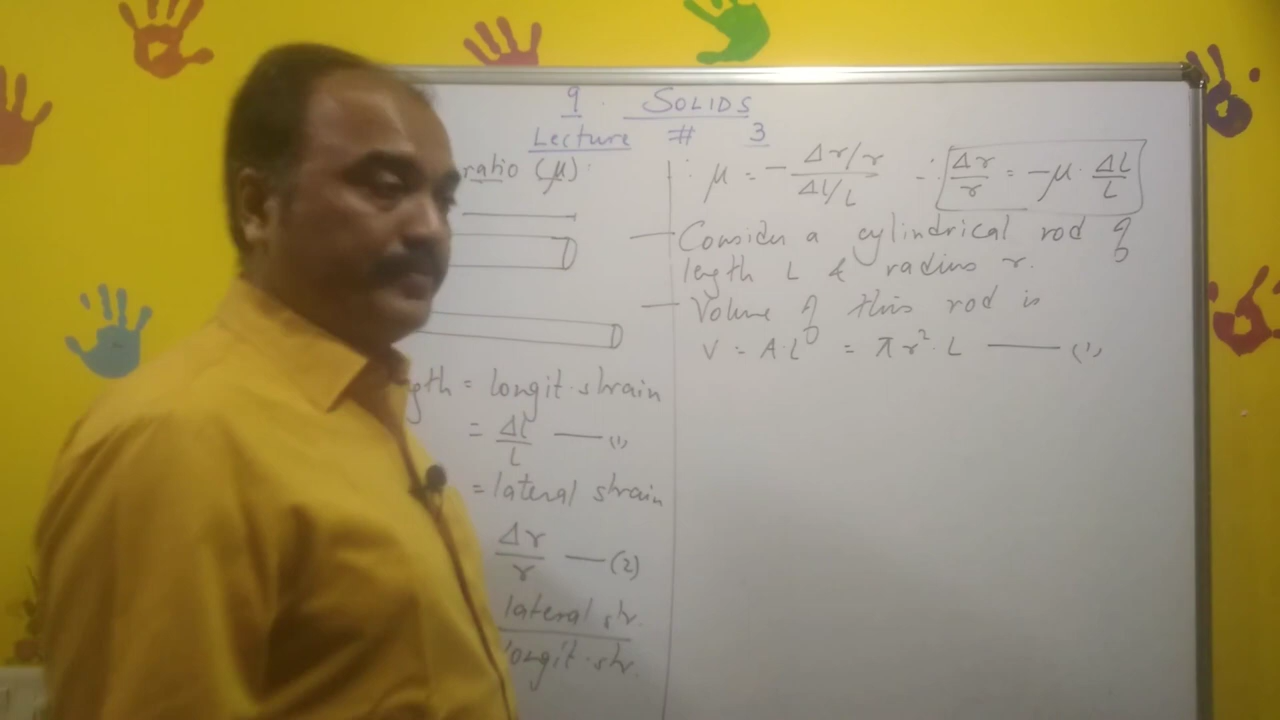 9. SOLIDS
Lecture # 3
ratio (μ):
gth = longit. strain
= Δl/L —— (1)
= lateral strain
Δr/r —— (2)
lateral str.
longit. str.
∴ μ = - (Δr/r)/(Δl/L) ∴ Δr/r = -μ. ΔL/L
— Consider a cylindrical rod of
length L & radius r.
— Volume of this rod is
V = A.L = πr². L —— (1)